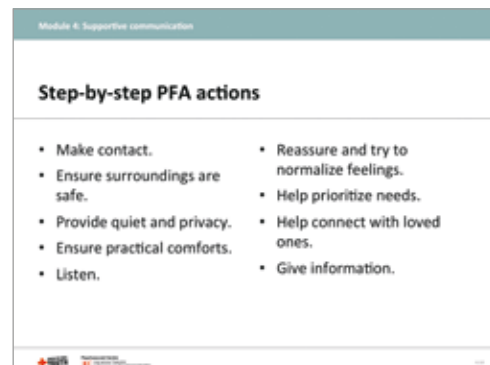 Module 4: Supportive communication
Step-by-step PFA actions
• Make contact.
• Ensure surroundings are
safe.
• Provide quiet and privacy.
• Ensure practical comforts.
• Listen.
• Reassure and try to
normalize feelings.
• Help prioritize needs.
• Help connect with loved
ones.
• Give information.